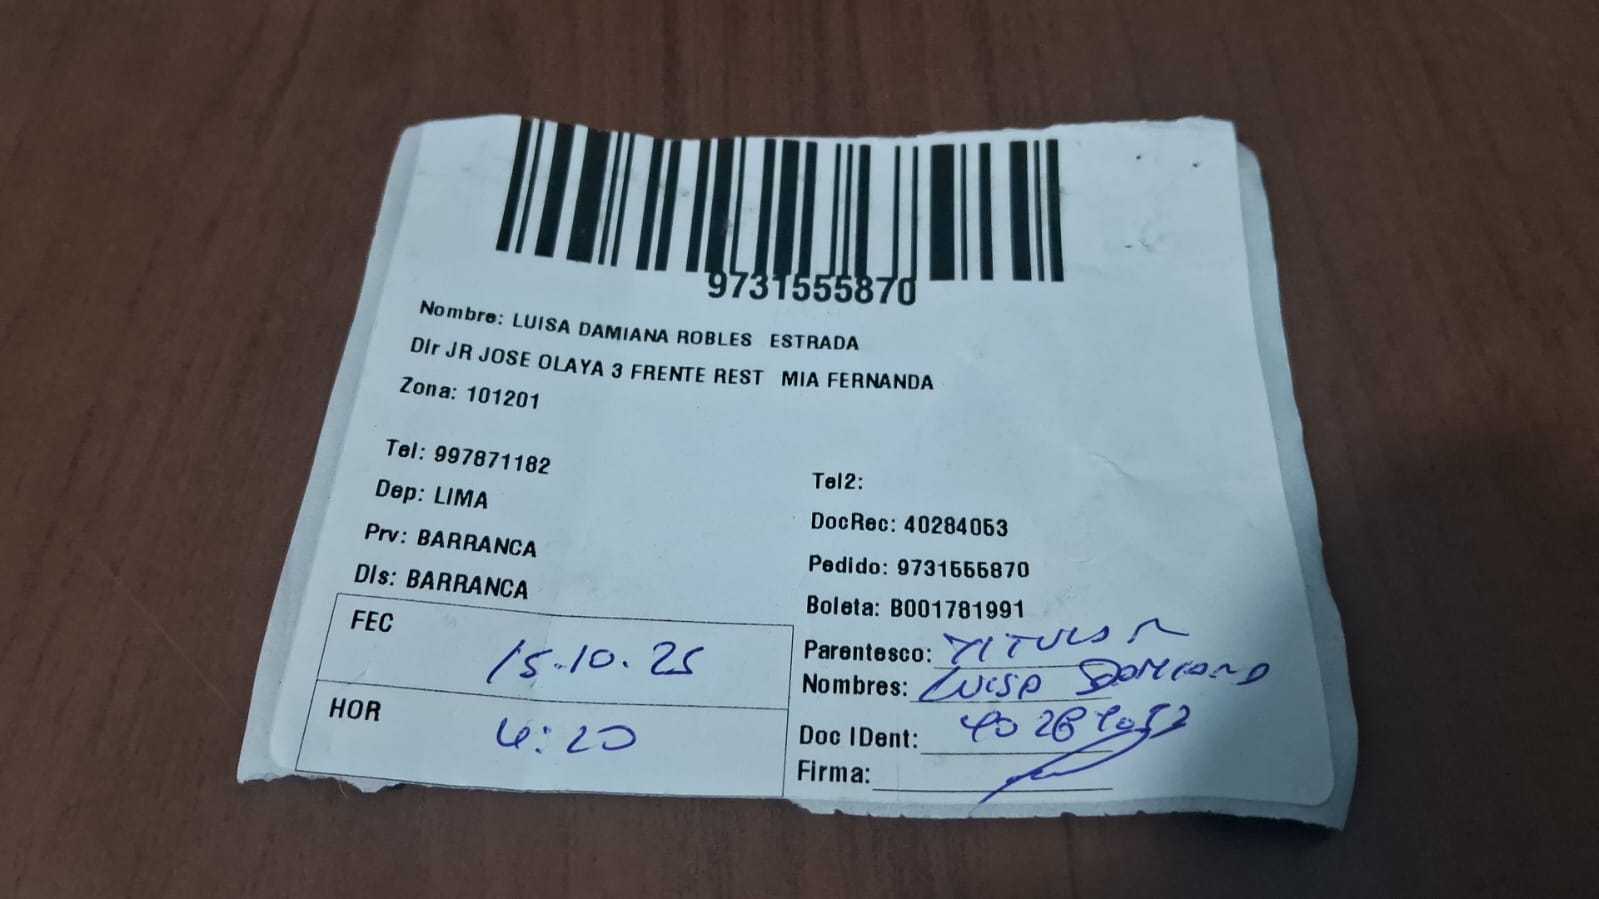 9731555870
Nombre: LUISA DAMIANA ROBLES ESTRADA
Dir JR JOSE OLAYA 3 FRENTE REST MIA FERNANDA
Zona: 101201
Tel: 997871182
Dep: LIMA
Prv: BARRANCA
Dis: BARRANCA
Tel2:
DocRec: 40284053
Pedido: 9731555870
Boleta: B001781991
FEC 15.10.25
HOR 4:20
Parentesco: TITULAR
Nombres: LUISA DAMIANA
Doc IDent:
Firma: